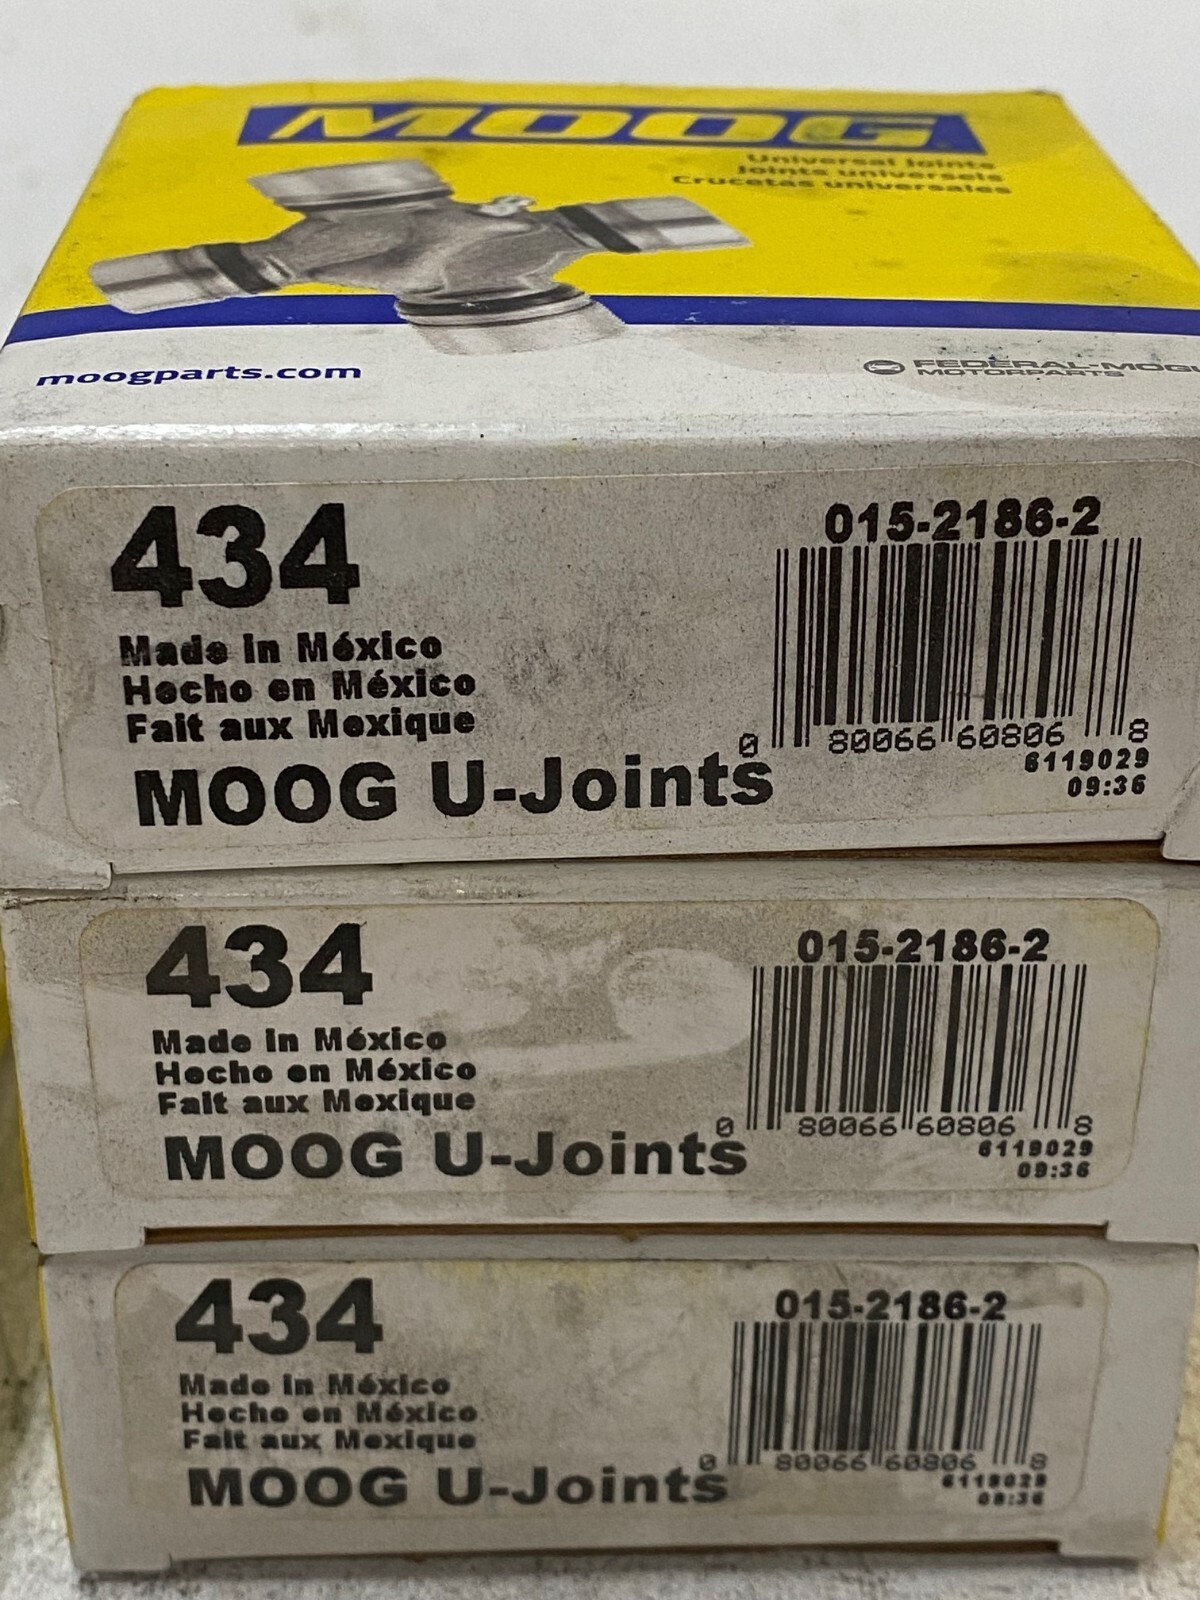 MOOG
Universal Joints
Joints universels
Crucetas universales
moogparts.com
FEDERAL-MOGUL
MOTORPARTS
434
015-2186-2
Made in México
Hecho en México
Fait aux Mexique
0 80066 60806 8
6119029
09:36
MOOG U-Joints
434
015-2186-2
Made in México
Hecho en México
Fait aux Mexique
0 80066 60806 8
6119029
09:36
MOOG U-Joints
434
015-2186-2
Made in México
Hecho en México
Fait aux Mexique
0 80066 60806 8
6119029
09:36
MOOG U-Joints